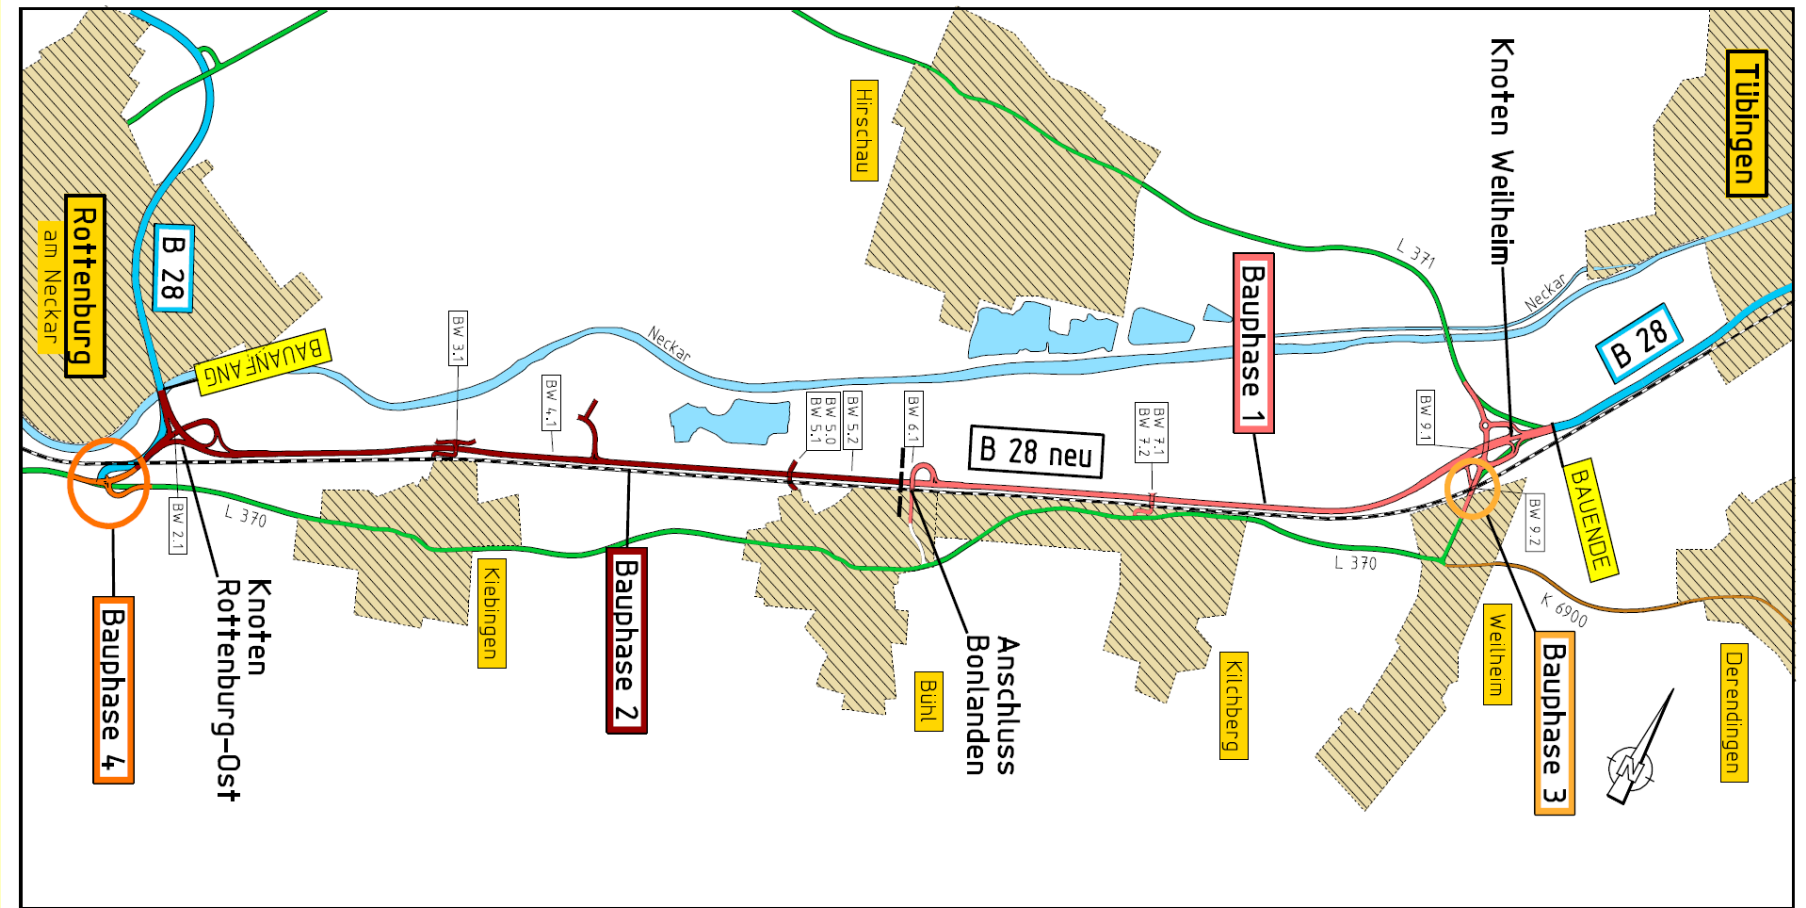 Tübingen
Knoten Weilheim
Hirschau
L 371
Rottenburg
am Neckar
B 28
Bauphase 1
Neckar
B 28
BAUANFANG
BW 3.1
Neckar
BW 4.1
BW 5.0
BW 5.1
BW 5.2
BW 6.1
B 28 neu
BW 7.1
BW 7.2
BW 9.1
BAUENDE
BW 9.2
BW 2.1
L 370
L 370
K 6900
Kiebingen
Bauphase 2
Knoten
Rottenburg-Ost
Bauphase 4
Anschluss
Bonlanden
Bühl
Kilchberg
Weilheim
Bauphase 3
Derendingen
N